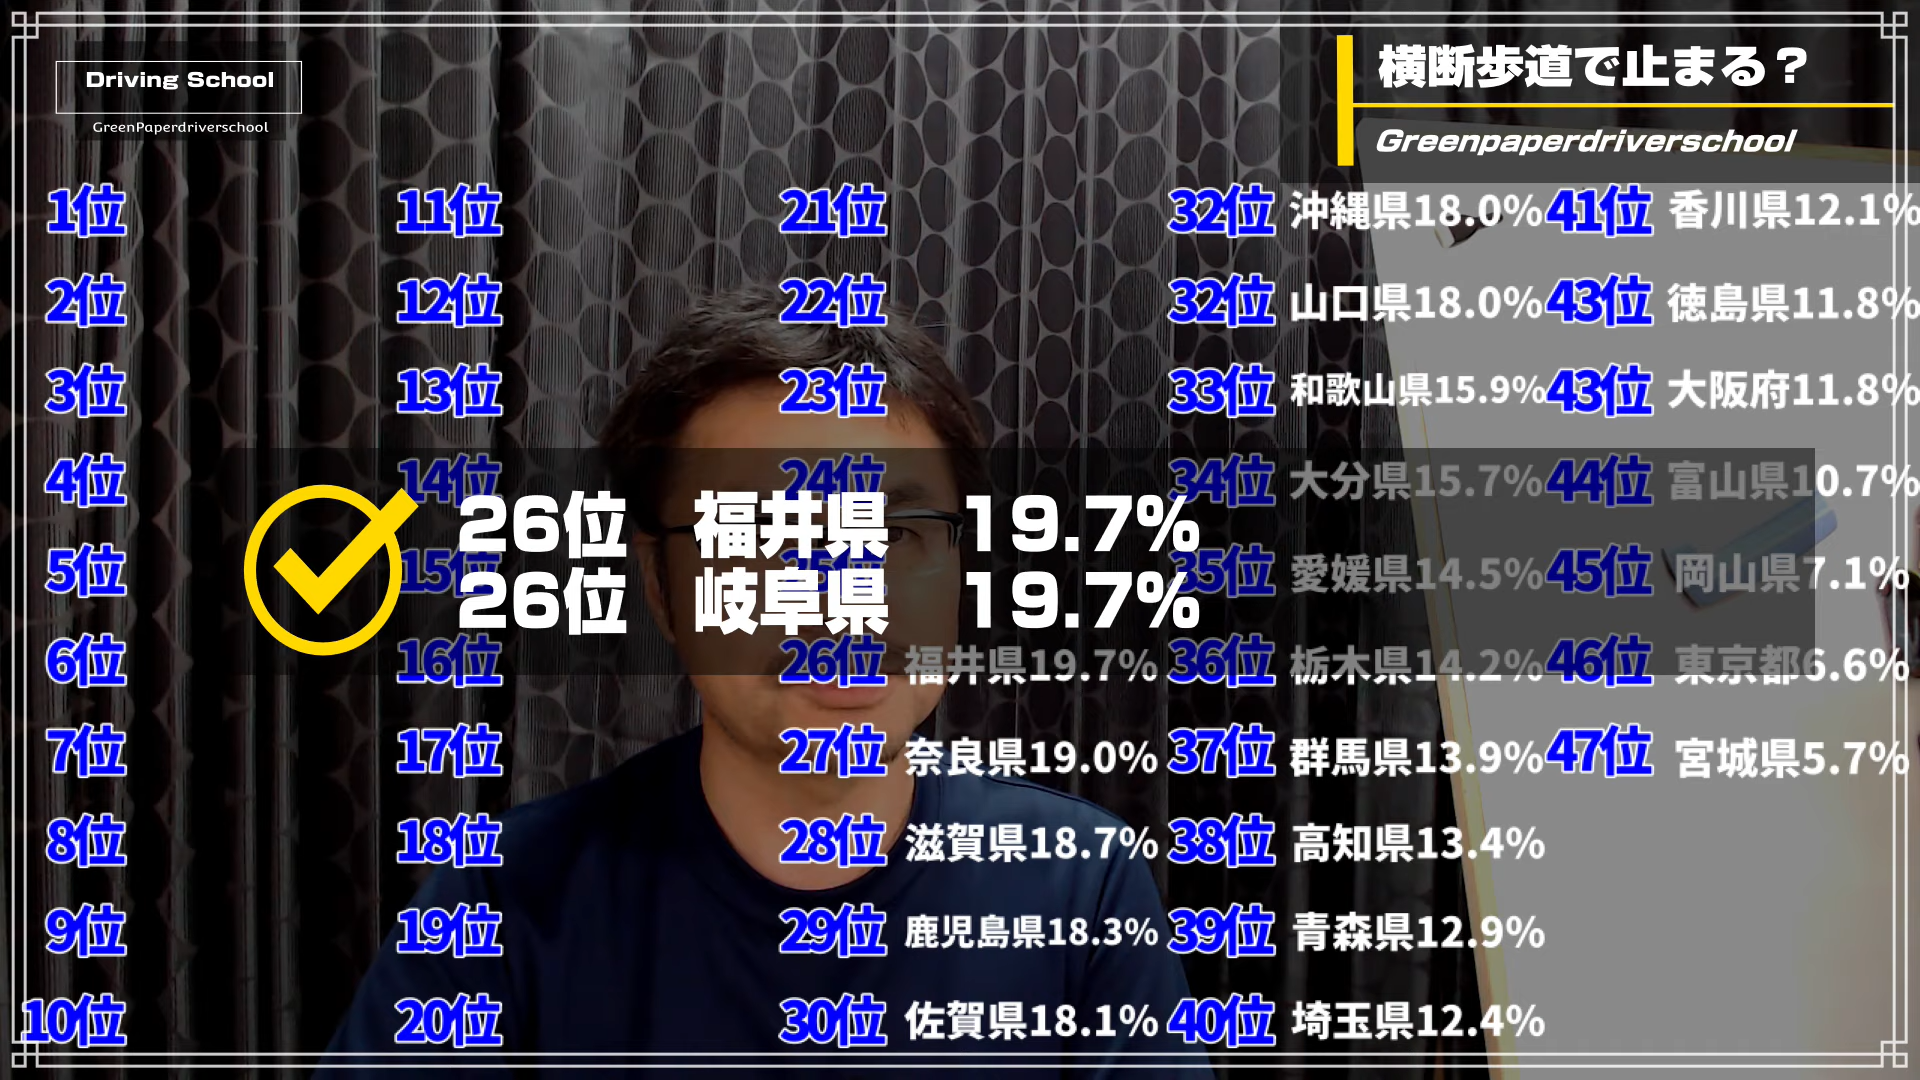 Driving School
GreenPaperdriverschool
横断歩道で止まる？
Greenpaperdriverschool
1位
2位
3位
4位
5位
6位
7位
8位
9位
10位
11位
12位
13位
14位
15位
16位
17位
18位
19位
20位
21位
22位
23位
24位
25位
26位 福井県19.7%
27位 奈良県19.0%
28位 滋賀県18.7%
29位 鹿児島県18.3%
30位 佐賀県18.1%
32位 沖縄県18.0%
32位 山口県18.0%
33位 和歌山県15.9%
34位 大分県15.7%
35位 愛媛県14.5%
36位 栃木県14.2%
37位 群馬県13.9%
38位 高知県13.4%
39位 青森県12.9%
40位 埼玉県12.4%
41位 香川県12.1%
43位 徳島県11.8%
43位 大阪府11.8%
44位 富山県10.7%
45位 岡山県7.1%
46位 東京都6.6%
47位 宮城県5.7%
26位 福井県 19.7%
26位 岐阜県 19.7%